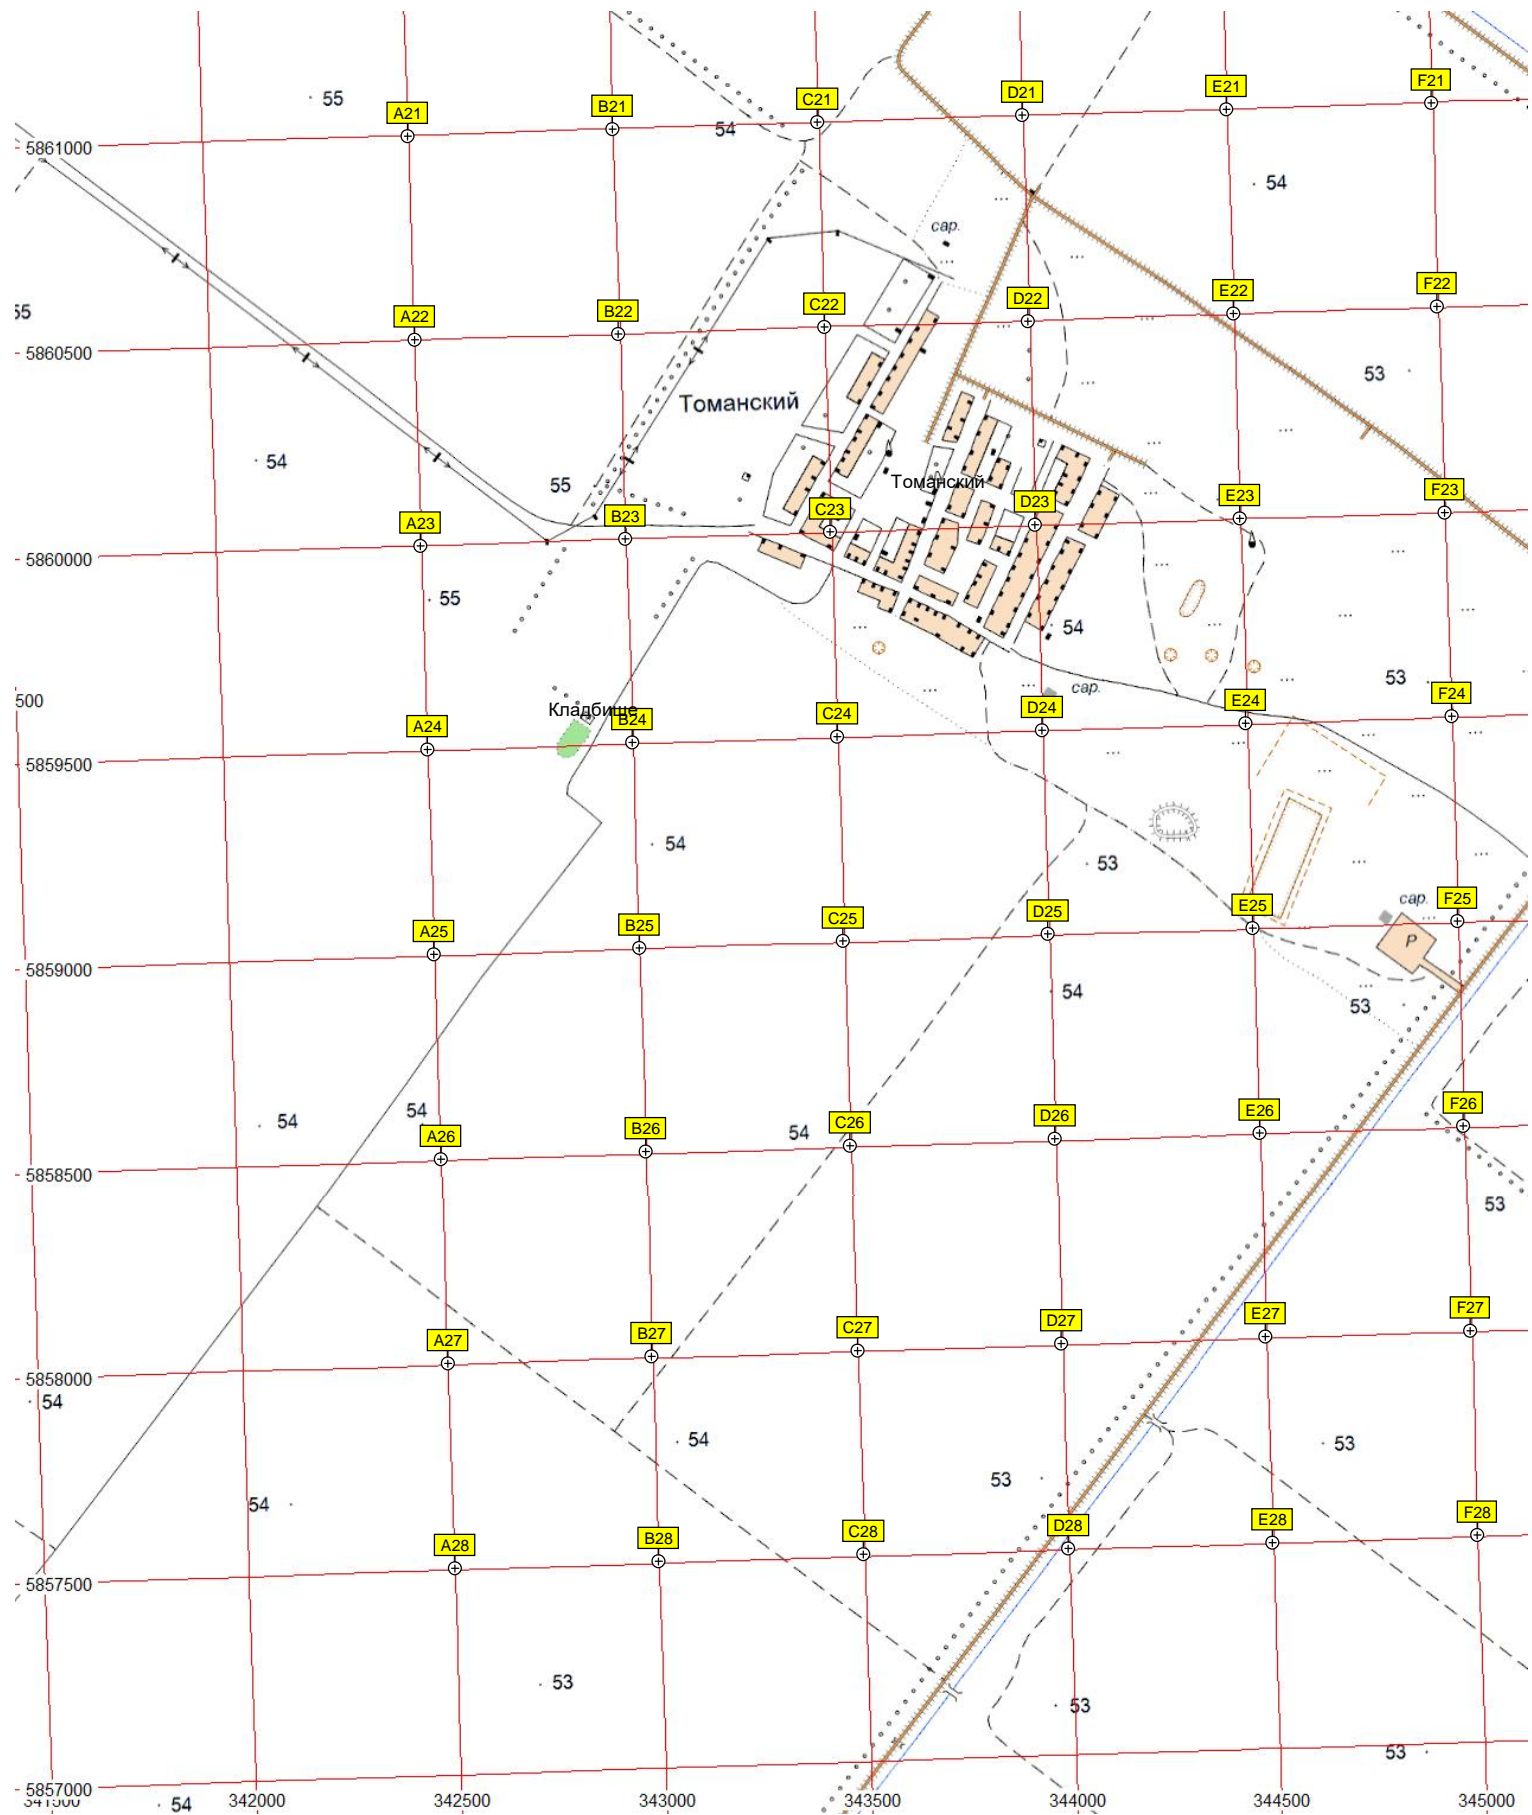 55
A21
B21
C21
D21
E21
F21
54
5861000
54
сар.
55
A22
B22
C22
D22
E22
F22
5860500
53
Томанский
54
55
Томанский
A23
B23
C23
D23
E23
F23
5860000
55
54
53
сар.
500
Кладбище
A24
B24
C24
D24
E24
F24
5859500
54
53
A25
B25
C25
D25
E25
сар.
F25
Р
5859000
54
53
54
54
54
A26
B26
C26
D26
E26
F26
5858500
53
A27
B27
C27
D27
E27
F27
5858000
54
54
53
53
54
A28
B28
C28
D28
E28
F28
5857500
53
53
53
5857000
341500
54
342000
342500
343000
343500
344000
344500
345000